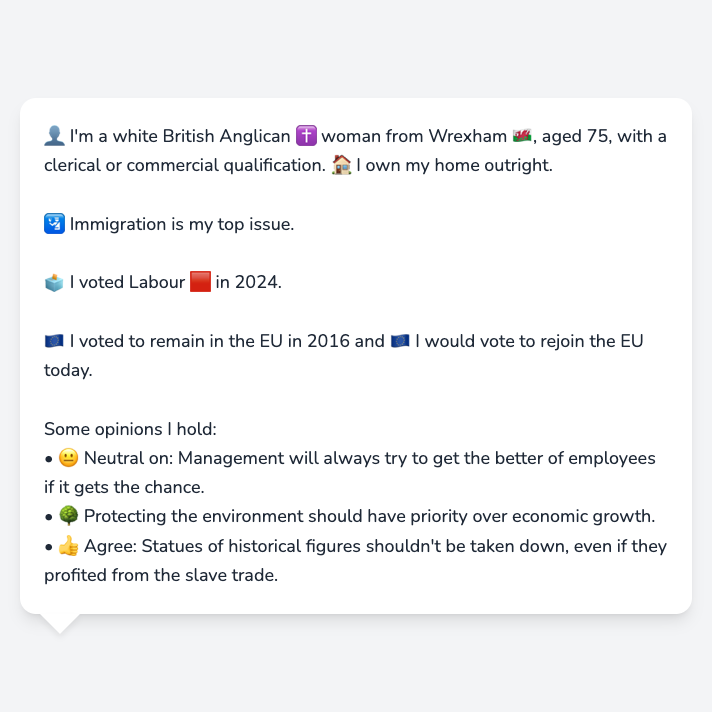 👤 I'm a white British Anglican ✝️ woman from Wrexham 🏴󠁧󠁢󠁷󠁬󠁳󠁿, aged 75, with a
clerical or commercial qualification. 🏠 I own my home outright.
🛂 Immigration is my top issue.
🗳️ I voted Labour 🟥 in 2024.
🇪🇺 I voted to remain in the EU in 2016 and 🇪🇺 I would vote to rejoin the EU
today.
Some opinions I hold:
• 😐 Neutral on: Management will always try to get the better of employees
if it gets the chance.
• 🌳 Protecting the environment should have priority over economic growth.
• 👍 Agree: Statues of historical figures shouldn't be taken down, even if they
profited from the slave trade.